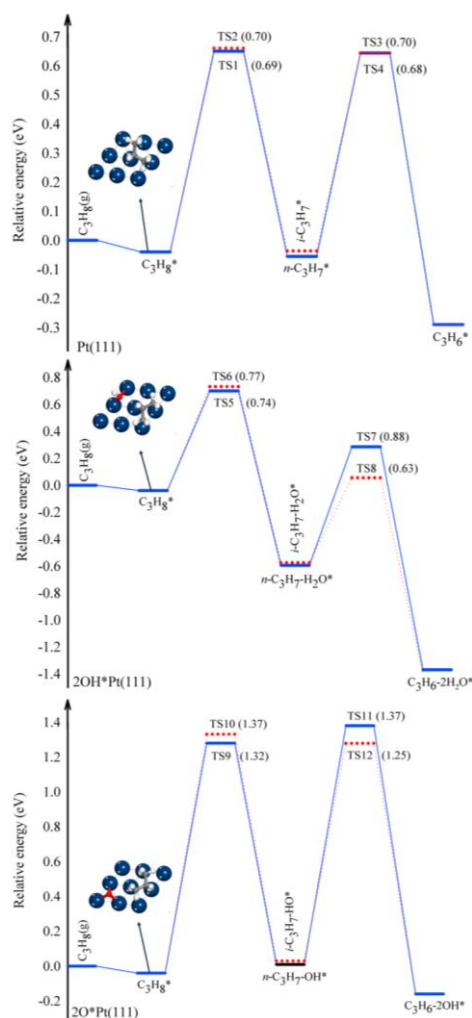 0.7
0.6
0.5
0.4
0.3
0.2
0.1
0.0
-0.1
-0.2
-0.3
Relative energy (eV)
TS2 (0.70)
TS1 (0.69)
TS3 (0.70)
TS4 (0.68)
C₃H₈(g)
C₃H₈*
i-C₃H₇*
n-C₃H₇*
C₃H₆*
Pt(111)
0.8
0.6
0.4
0.2
0.0
-0.2
-0.4
-0.6
-0.8
-1.0
-1.2
-1.4
Relative energy (eV)
TS6 (0.77)
TS5 (0.74)
TS7 (0.88)
TS8 (0.63)
C₃H₈(g)
C₃H₈*
i-C₃H₇-H₂O*
n-C₃H₇-H₂O*
C₃H₆-2H₂O*
2OH*Pt(111)
1.4
1.2
1.0
0.8
0.6
0.4
0.2
0.0
-0.2
Relative energy (eV)
TS10 (1.37)
TS9 (1.32)
TS11 (1.37)
TS12 (1.25)
C₃H₈(g)
C₃H₈*
i-C₃H₇-HO*
n-C₃H₇-OH*
C₃H₆-2OH*
2O*Pt(111)